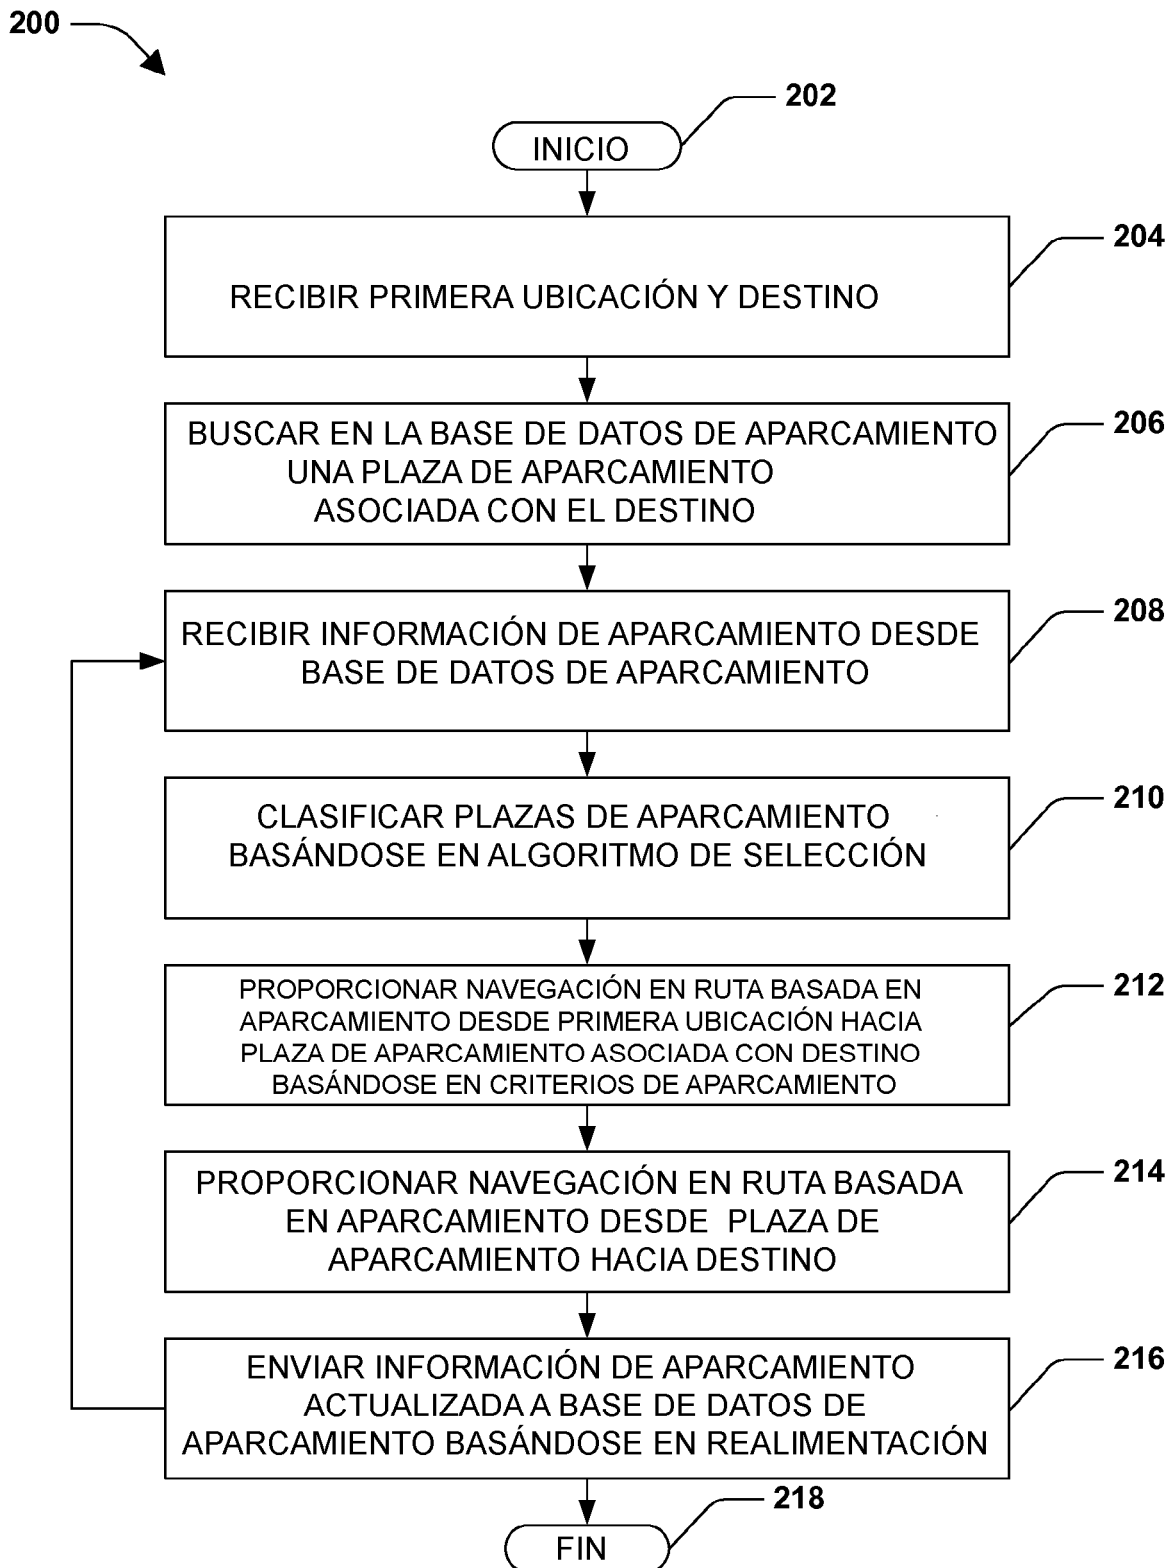 200
202
INICIO
204
RECIBIR PRIMERA UBICACIÓN Y DESTINO
206
BUSCAR EN LA BASE DE DATOS DE APARCAMIENTO
UNA PLAZA DE APARCAMIENTO
ASOCIADA CON EL DESTINO
208
RECIBIR INFORMACIÓN DE APARCAMIENTO DESDE
BASE DE DATOS DE APARCAMIENTO
210
CLASIFICAR PLAZAS DE APARCAMIENTO
BASÁNDOSE EN ALGORITMO DE SELECCIÓN
212
PROPORCIONAR NAVEGACIÓN EN RUTA BASADA EN
APARCAMIENTO DESDE PRIMERA UBICACIÓN HACIA
PLAZA DE APARCAMIENTO ASOCIADA CON DESTINO
BASÁNDOSE EN CRITERIOS DE APARCAMIENTO
214
PROPORCIONAR NAVEGACIÓN EN RUTA BASADA
EN APARCAMIENTO DESDE PLAZA DE
APARCAMIENTO HACIA DESTINO
216
ENVIAR INFORMACIÓN DE APARCAMIENTO
ACTUALIZADA A BASE DE DATOS DE
APARCAMIENTO BASÁNDOSE EN REALIMENTACIÓN
218
FIN